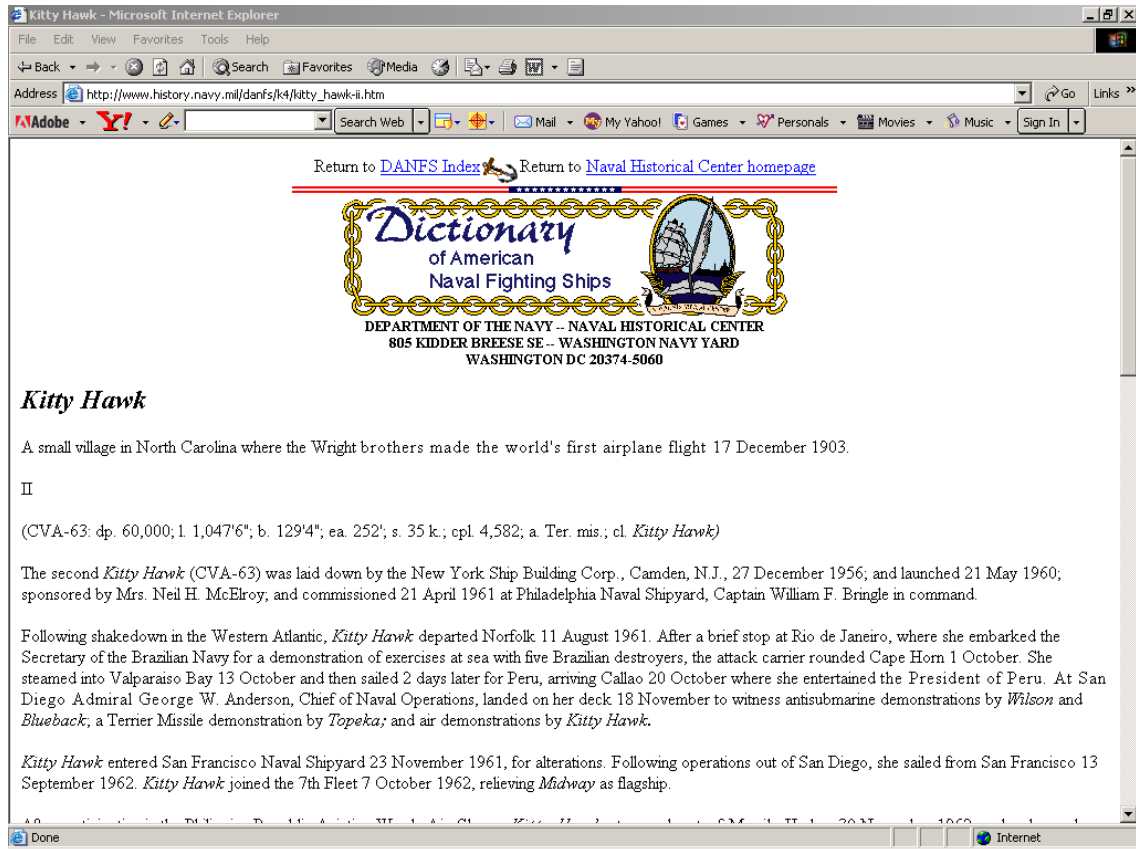 Kitty Hawk - Microsoft Internet Explorer
File Edit View Favorites Tools Help
Back Search Favorites Media
Address http://www.history.navy.mil/danfs/k4/kitty_hawk-ii.htm Go Links »
Adobe Y! Search Web Mail My Yahoo! Games Personals Movies Music Sign In
Return to DANFS Index Return to Naval Historical Center homepage
Dictionary
of American
Naval Fighting Ships
DEPARTMENT OF THE NAVY -- NAVAL HISTORICAL CENTER
805 KIDDER BREESE SE -- WASHINGTON NAVY YARD
WASHINGTON DC 20374-5060
Kitty Hawk
A small village in North Carolina where the Wright brothers made the world's first airplane flight 17 December 1903.
II
(CVA-63: dp. 60,000; l. 1,047'6"; b. 129'4"; ea. 252'; s. 35 k.; cpl. 4,582; a. Ter. mis.; cl. Kitty Hawk)
The second Kitty Hawk (CVA-63) was laid down by the New York Ship Building Corp., Camden, N.J., 27 December 1956; and launched 21 May 1960;
sponsored by Mrs. Neil H. McElroy; and commissioned 21 April 1961 at Philadelphia Naval Shipyard, Captain William F. Bringle in command.
Following shakedown in the Western Atlantic, Kitty Hawk departed Norfolk 11 August 1961. After a brief stop at Rio de Janeiro, where she embarked the
Secretary of the Brazilian Navy for a demonstration of exercises at sea with five Brazilian destroyers, the attack carrier rounded Cape Horn 1 October. She
steamed into Valparaiso Bay 13 October and then sailed 2 days later for Peru, arriving Callao 20 October where she entertained the President of Peru. At San
Diego Admiral George W. Anderson, Chief of Naval Operations, landed on her deck 18 November to witness antisubmarine demonstrations by Wilson and
Blueback; a Terrier Missile demonstration by Topeka; and air demonstrations by Kitty Hawk.
Kitty Hawk entered San Francisco Naval Shipyard 23 November 1961, for alterations. Following operations out of San Diego, she sailed from San Francisco 13
September 1962. Kitty Hawk joined the 7th Fleet 7 October 1962, relieving Midway as flagship.
Done Internet